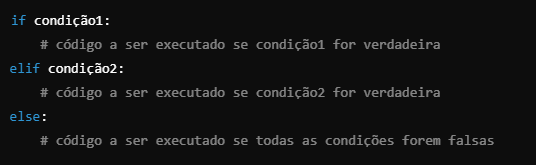 if condição1:
    # código a ser executado se condição1 for verdadeira
elif condição2:
    # código a ser executado se condição2 for verdadeira
else:
    # código a ser executado se todas as condições forem falsas